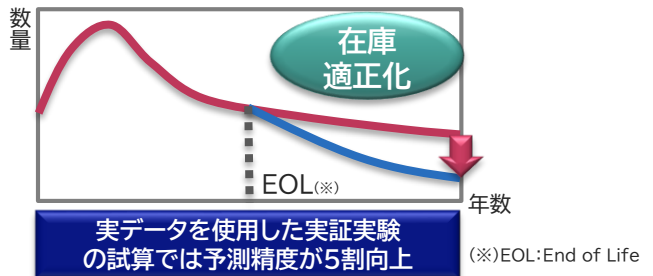 数量
在庫
適正化
EOL(※)
年数
実データを使用した実証実験
の試算では予測精度が5割向上
(※)EOL:End of Life